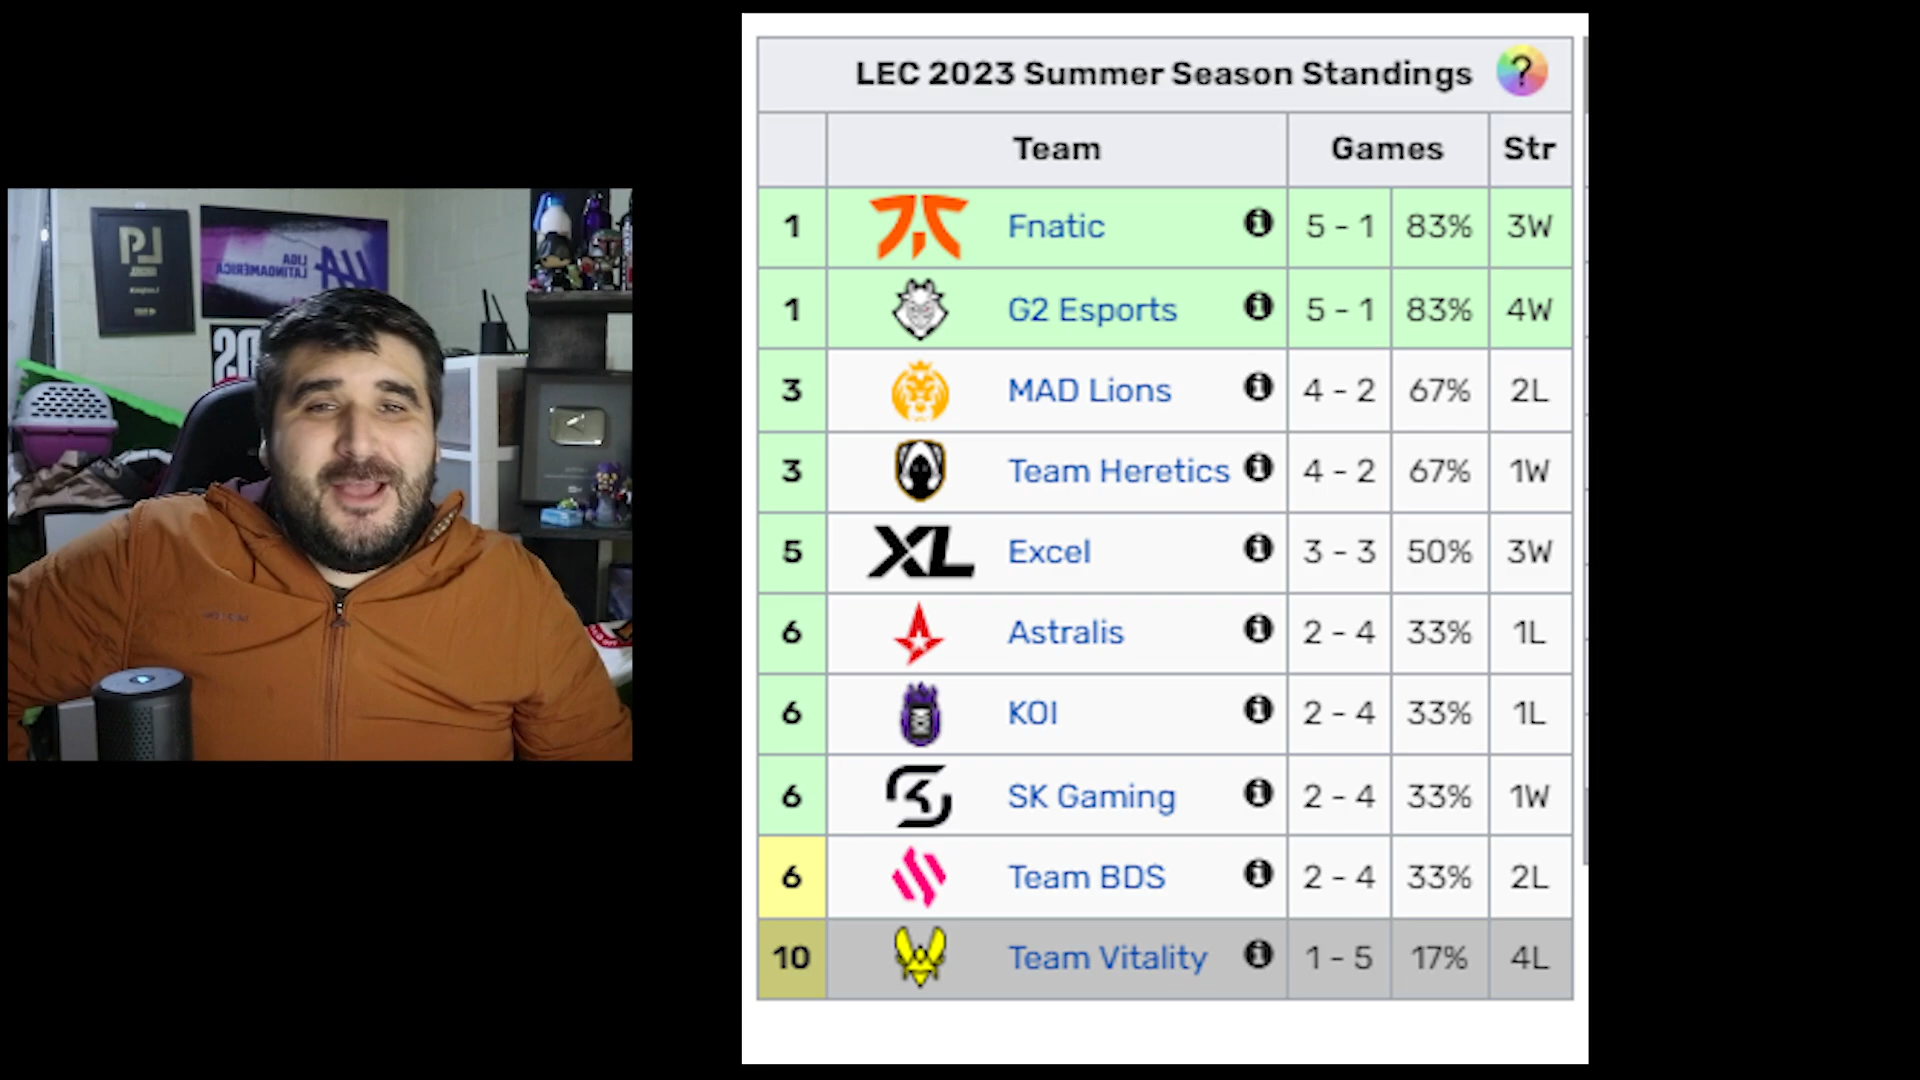 LEC 2023 Summer Season Standings ?
Team Games Str
1 Fnatic 5 - 1 83% 3W
1 G2 Esports 5 - 1 83% 4W
3 MAD Lions 4 - 2 67% 2L
3 Team Heretics 4 - 2 67% 1W
5 XL Excel 3 - 3 50% 3W
6 Astralis 2 - 4 33% 1L
6 KOI 2 - 4 33% 1L
6 SK Gaming 2 - 4 33% 1W
6 Team BDS 2 - 4 33% 2L
10 Team Vitality 1 - 5 17% 4L
LIGA
LATINOAMÉRICA